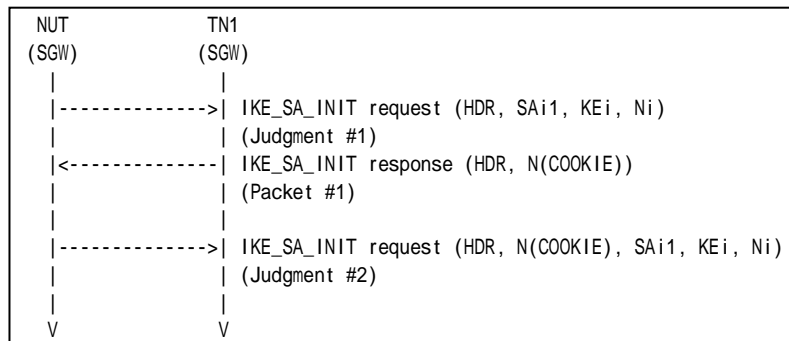 NUT TN1
(SGW) (SGW)
| |
|-------------->| IKE_SA_INIT request (HDR, SAi1, KEi, Ni)
| | (Judgment #1)
|<--------------| IKE_SA_INIT response (HDR, N(COOKIE))
| | (Packet #1)
| |
|-------------->| IKE_SA_INIT request (HDR, N(COOKIE), SAi1, KEi, Ni)
| | (Judgment #2)
| |
V V